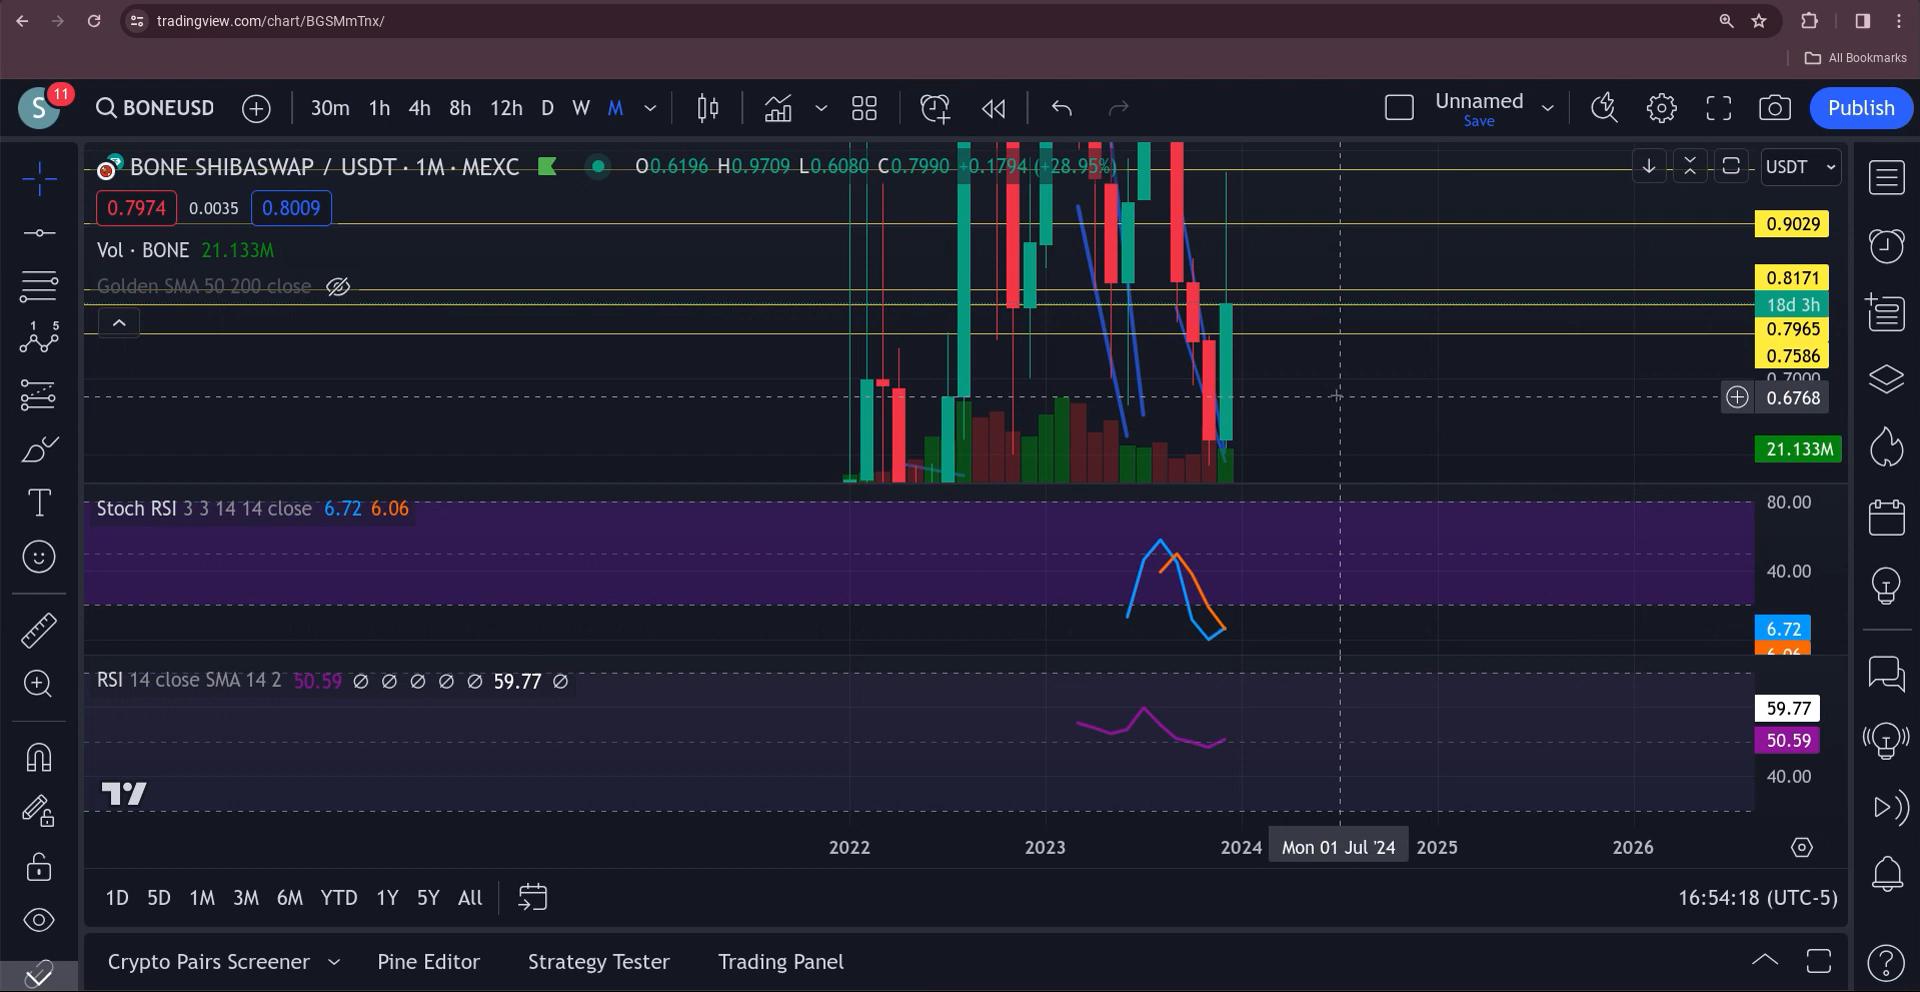 tradingview.com/chart/BGSMmTnx/
All Bookmarks
S 11 BONEUSD 30m 1h 4h 8h 12h D W M Unnamed Save Publish
BONE SHIBASWAP / USDT · 1M · MEXC O0.6196 H0.9709 L0.6080 C0.7990 +0.1794 (+28.95%) USDT
0.7974 0.0035 0.8009
0.9029
Vol · BONE 21.133M
0.8171
Golden SMA 50 200 close
18d 3h
0.7965
0.7586
0.7000
0.6768
21.133M
Stoch RSI 3 3 14 14 close 6.72 6.06
80.00
40.00
6.72
6.06
RSI 14 close SMA 14 2 50.59 Ø Ø Ø Ø Ø 59.77 Ø
59.77
50.59
40.00
2022 2023 2024 Mon 01 Jul '24 2025 2026
1D 5D 1M 3M 6M YTD 1Y 5Y All 16:54:18 (UTC-5)
Crypto Pairs Screener Pine Editor Strategy Tester Trading Panel